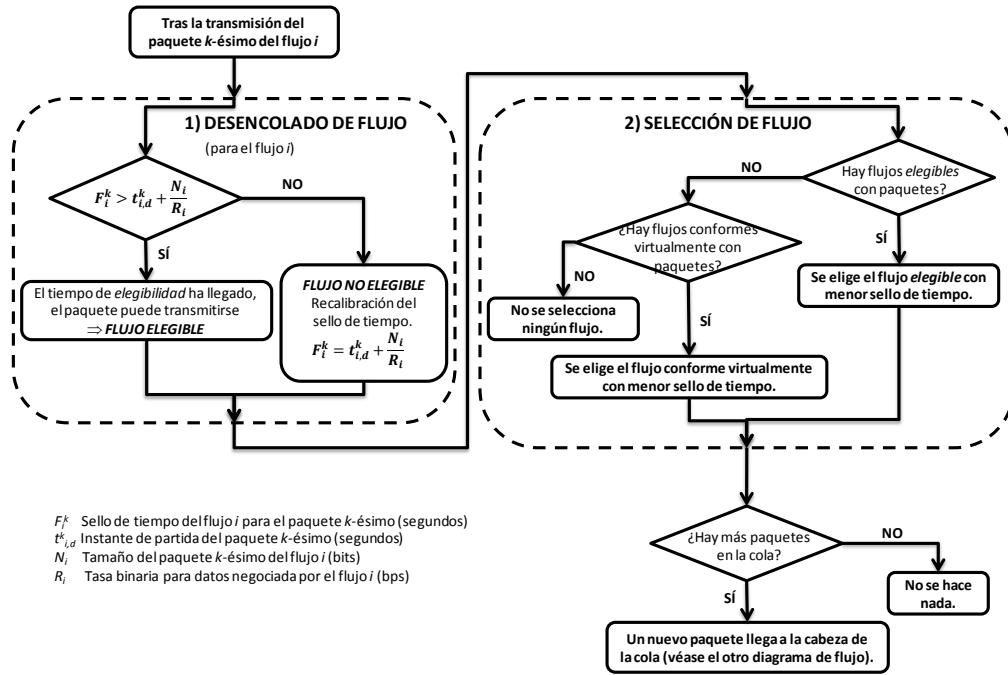 Tras la transmisión del
paquete k-ésimo del flujo i
1) DESENCOLADO DE FLUJO
(para el flujo i)
F_i^k > t_{i,d}^k + N_i/R_i
NO
SÍ
El tiempo de elegibilidad ha llegado,
el paquete puede transmitirse
⇒ FLUJO ELEGIBLE
FLUJO NO ELEGIBLE
Recalibración del
sello de tiempo.
F_i^k = t_{i,d}^k + N_i/R_i
2) SELECCIÓN DE FLUJO
Hay flujos elegibles
con paquetes?
NO
SÍ
¿Hay flujos conformes
virtualmente con
paquetes?
NO
SÍ
Se elige el flujo elegible con
menor sello de tiempo.
No se selecciona
ningún flujo.
Se elige el flujo conforme virtualmente
con menor sello de tiempo.
¿Hay más paquetes
en la cola?
NO
SÍ
No se hace
nada.
Un nuevo paquete llega a la cabeza de
la cola (véase el otro diagrama de flujo).
F_i^k Sello de tiempo del flujo i para el paquete k-ésimo (segundos)
t^k_{i,d} Instante de partida del paquete k-ésimo (segundos)
N_i Tamaño del paquete k-ésimo del flujo i (bits)
R_i Tasa binaria para datos negociada por el flujo i (bps)